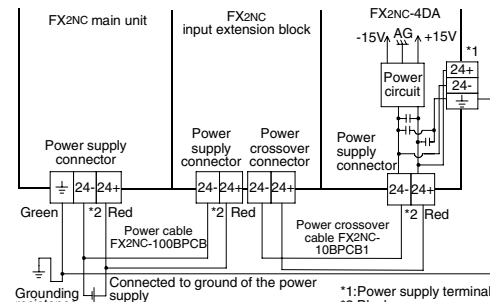 FX2NC main unit
FX2NC
input extension block
FX2NC-4DA
-15V AG +15V
*1
24+
24-
Power
circuit
Power supply
connector
Power
supply
connector
Power
crossover
connector
Power
supply
connector
24- 24+
24- 24+
24- 24+
24- 24+
Green
*2 Red
*2 Red
*2 Red
Power cable
FX2NC-100BPCB
Power crossover
cable FX2NC-
10BPCB1
Connected to ground of the power
supply
Grounding
*1:Power supply terminal